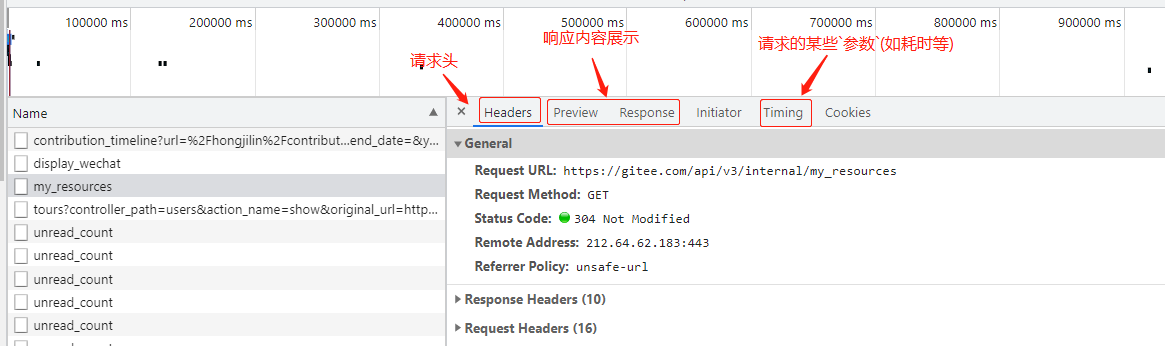 100000 ms 200000 ms 300000 ms 400000 ms 500000 ms 600000 ms 700000 ms 800000 ms 900000 ms
响应内容展示
请求的某些`参数`(如耗时等)
请求头
Name
× Headers Preview Response Initiator Timing Cookies
contribution_timeline?url=%2Fhongjilin%2Fcontribut...end_date=&y...
General
display_wechat
Request URL: https://gitee.com/api/v3/internal/my_resources
my_resources
Request Method: GET
tours?controller_path=users&action_name=show&original_url=http...
Status Code: 304 Not Modified
unread_count
Remote Address: 212.64.62.183:443
unread_count
Referrer Policy: unsafe-url
unread_count
Response Headers (10)
unread_count
unread_count
Request Headers (16)